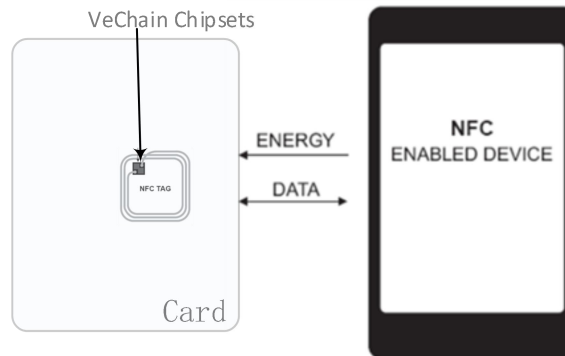 VeChain Chipsets
NFC TAG
Card
ENERGY
DATA
NFC
ENABLED DEVICE